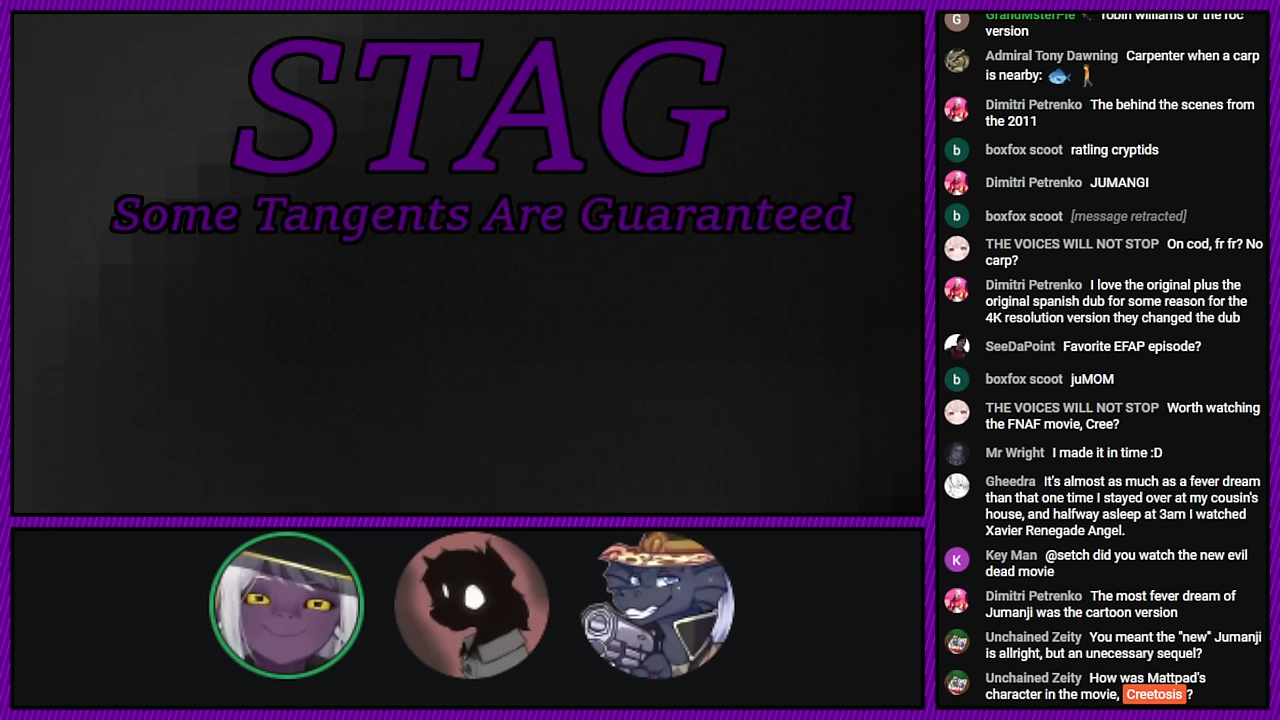 STAG
Some Tangents Are Guaranteed
version
Admiral Tony Dawning Carpenter when a carp
is nearby:
Dimitri Petrenko The behind the scenes from
the 2011
b boxfox scoot ratling cryptids
Dimitri Petrenko JUMANGI
b boxfox scoot [message retracted]
THE VOICES WILL NOT STOP On cod, fr fr? No
carp?
Dimitri Petrenko I love the original plus the
original spanish dub for some reason for the
4K resolution version they changed the dub
SeeDaPoint Favorite EFAP episode?
b boxfox scoot juMOM
THE VOICES WILL NOT STOP Worth watching
the FNAF movie, Cree?
Mr Wright I made it in time :D
Gheedra It's almost as much as a fever dream
than that one time I stayed over at my cousin's
house, and halfway asleep at 3am I watched
Xavier Renegade Angel.
K Key Man @setch did you watch the new evil
dead movie
Dimitri Petrenko The most fever dream of
Jumanji was the cartoon version
Unchained Zeity You meant the "new" Jumanji
is allright, but an unecessary sequel?
Unchained Zeity How was Mattpad's
character in the movie, Creetosis ?